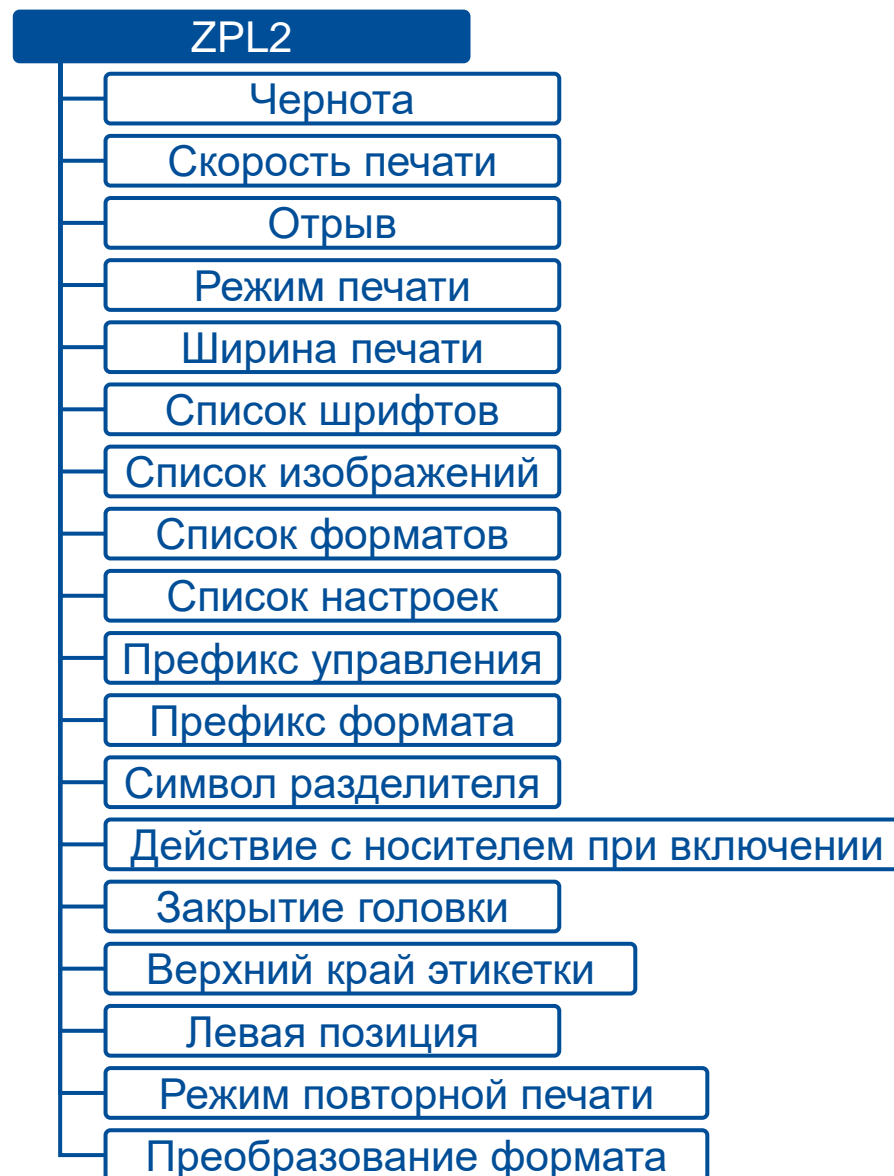 ZPL2
Чернота
Скорость печати
Отрыв
Режим печати
Ширина печати
Список шрифтов
Список изображений
Список форматов
Список настроек
Префикс управления
Префикс формата
Символ разделителя
Действие с носителем при включении
Закрытие головки
Верхний край этикетки
Левая позиция
Режим повторной печати
Преобразование формата